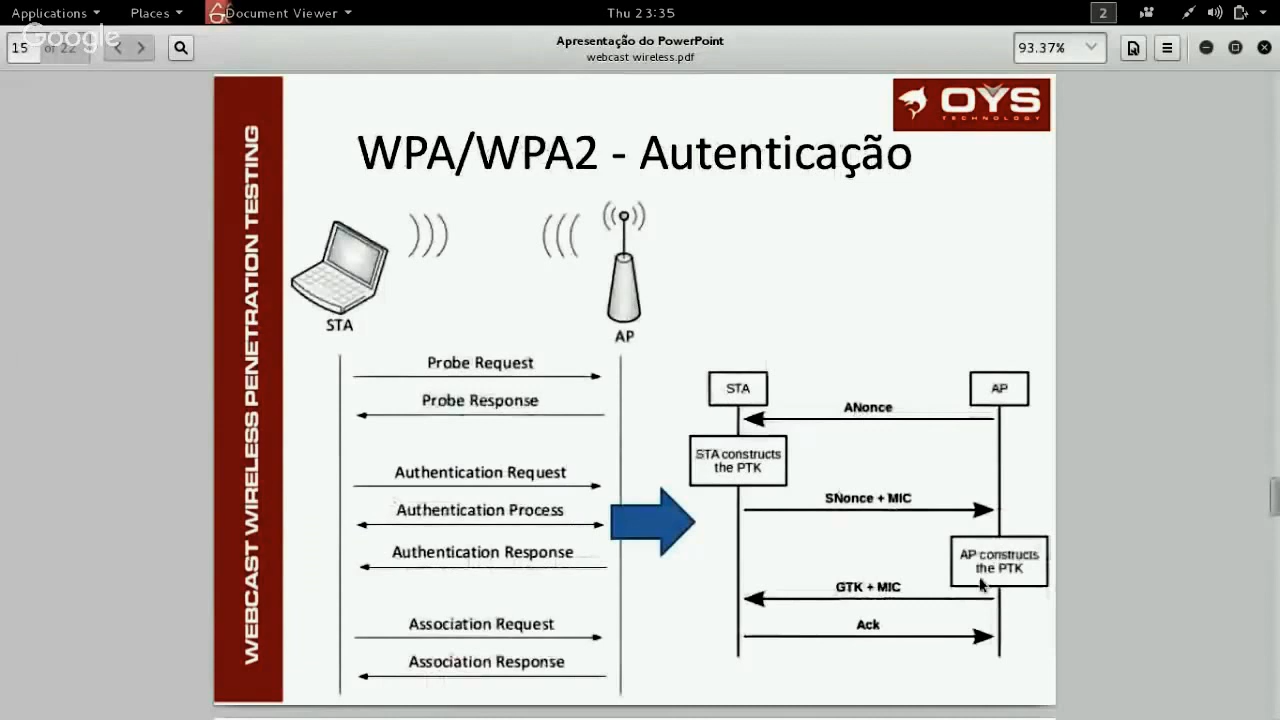 Applications
Places
Document Viewer
Thu 23:35
2
Google
15 of 22
Apresentação do PowerPoint
webcast wireless.pdf
93.37%
WEBCAST WIRELESS PENETRATION TESTING
OYS
TECHNOLOGY
WPA/WPA2 - Autenticação
STA
AP
Probe Request
Probe Response
Authentication Request
Authentication Process
Authentication Response
Association Request
Association Response
STA
AP
ANonce
STA constructs
the PTK
SNonce + MIC
AP constructs
the PTK
GTK + MIC
Ack